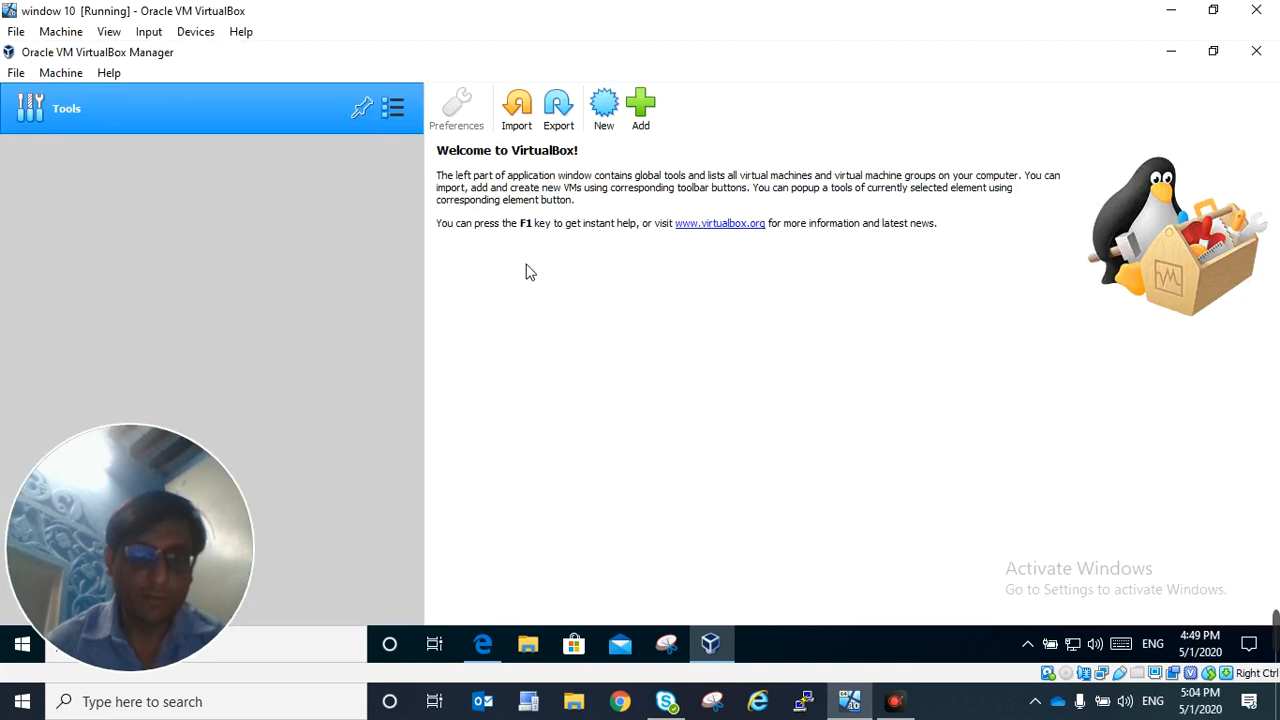 window 10 [Running] - Oracle VM VirtualBox
File Machine View Input Devices Help
Oracle VM VirtualBox Manager
File Machine Help
Tools
Preferences Import Export New Add
Welcome to VirtualBox!
The left part of application window contains global tools and lists all virtual machines and virtual machine groups on your computer. You can
import, add and create new VMs using corresponding toolbar buttons. You can popup a tools of currently selected element using
corresponding element button.
You can press the F1 key to get instant help, or visit www.virtualbox.org for more information and latest news.
Activate Windows
Go to Settings to activate Windows.
ENG
4:49 PM
5/1/2020
Right Ctrl
Type here to search
ENG
5:04 PM
5/1/2020